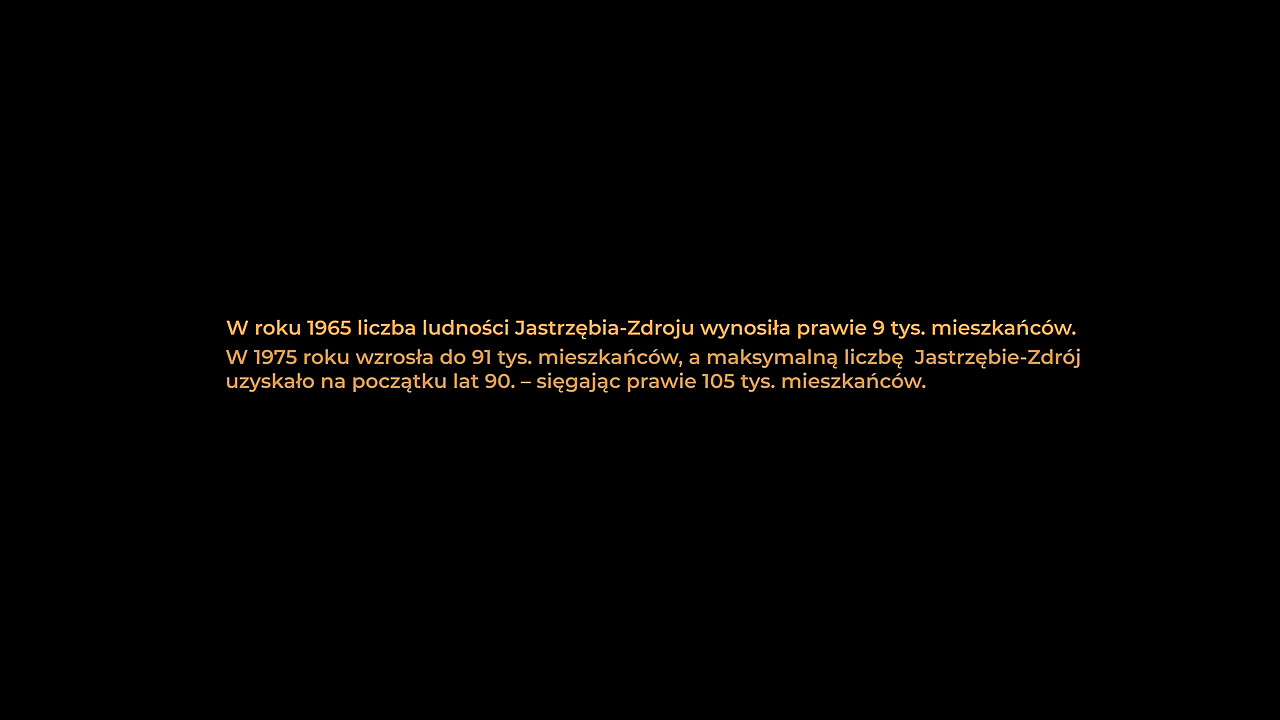 W roku 1965 liczba ludności Jastrzębia-Zdroju wynosiła prawie 9 tys. mieszkańców.
W 1975 roku wzrosła do 91 tys. mieszkańców, a maksymalną liczbę  Jastrzębie-Zdrój
uzyskało na początku lat 90. – sięgając prawie 105 tys. mieszkańców.